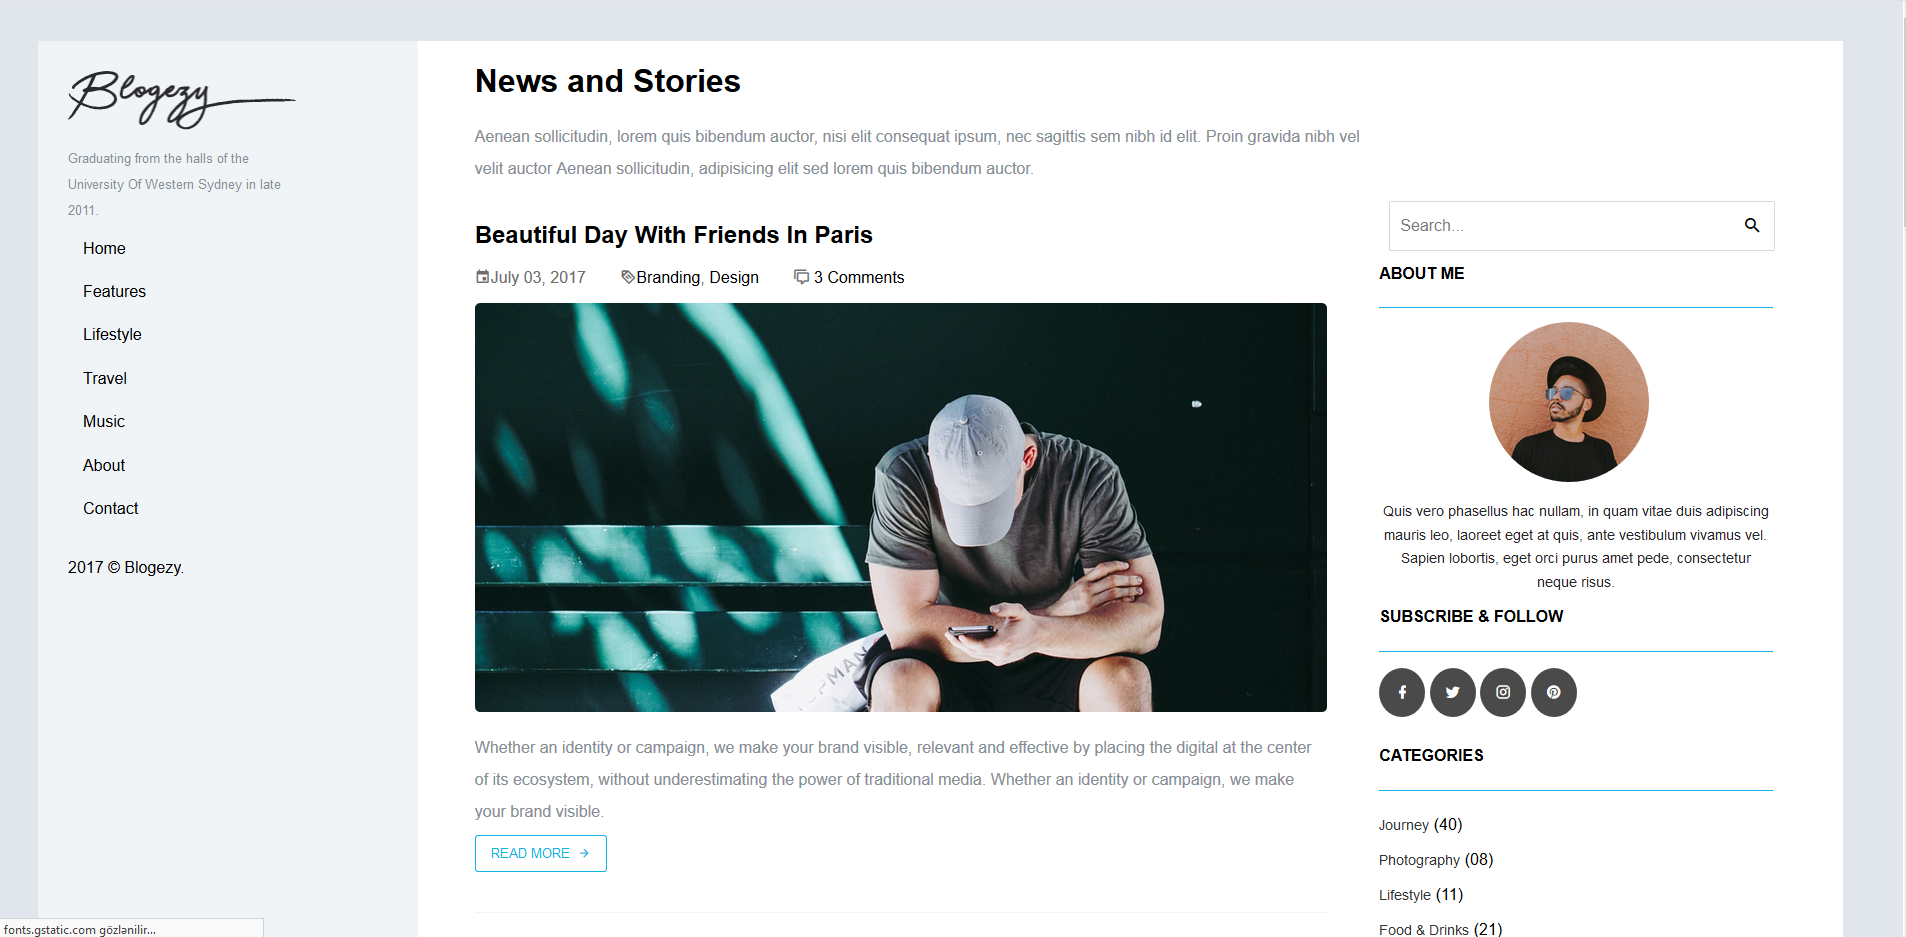 Blogezy
Graduating from the halls of the
University Of Western Sydney in late
2011.
Home
Features
Lifestyle
Travel
Music
About
Contact
2017 © Blogezy.
News and Stories
Aenean sollicitudin, lorem quis bibendum auctor, nisi elit consequat ipsum, nec sagittis sem nibh id elit. Proin gravida nibh vel
velit auctor Aenean sollicitudin, adipisicing elit sed lorem quis bibendum auctor.
Beautiful Day With Friends In Paris
July 03, 2017 Branding, Design 3 Comments
OPMAN
Whether an identity or campaign, we make your brand visible, relevant and effective by placing the digital at the center
of its ecosystem, without underestimating the power of traditional media. Whether an identity or campaign, we make
your brand visible.
READ MORE →
Search...
ABOUT ME
Quis vero phasellus hac nullam, in quam vitae duis adipiscing
mauris leo, laoreet eget at quis, ante vestibulum vivamus vel.
Sapien lobortis, eget orci purus amet pede, consectetur
neque risus.
SUBSCRIBE & FOLLOW
CATEGORIES
Journey (40)
Photography (08)
Lifestyle (11)
Food & Drinks (21)
fonts.gstatic.com gözlənilir...